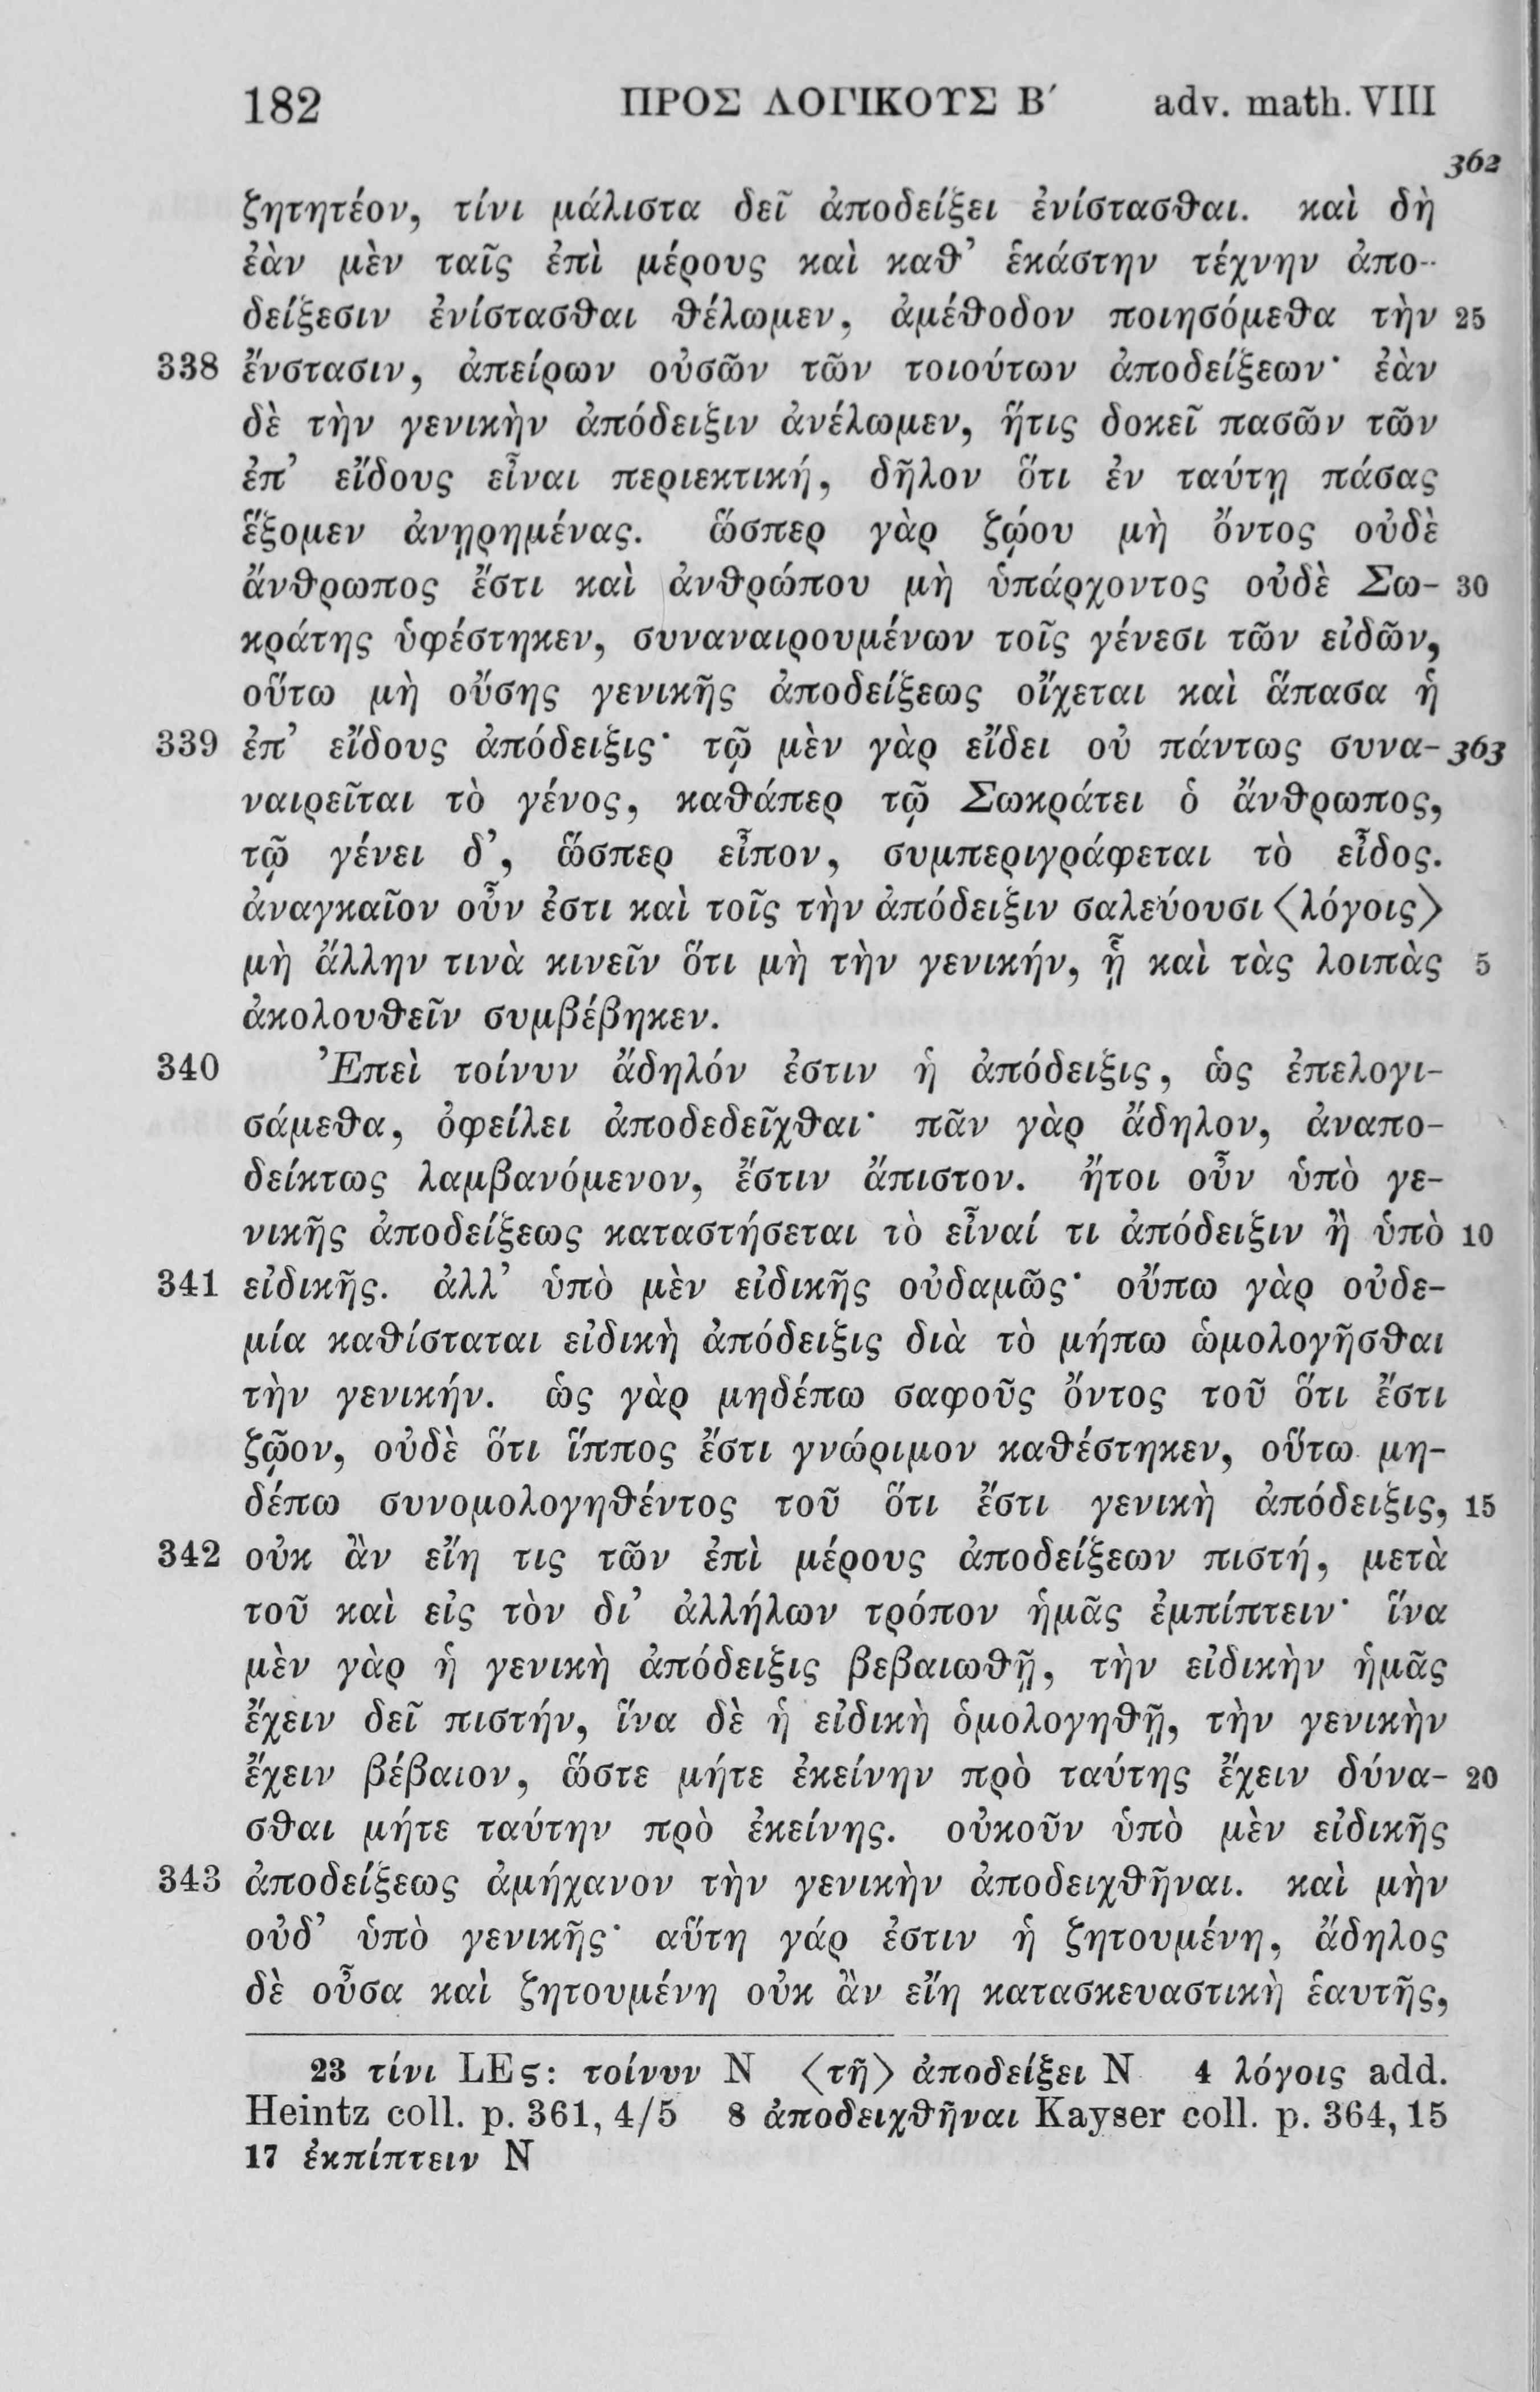 182 ΠΡΟΣ ΛΟΓΙΚΟΥΣ Β′ adv. math. VIII
362
ζητητέον, τίνι μάλιστα δεῖ ἀποδείξει ἐνίστασθαι. καὶ δὴ
ἐὰν μὲν ταῖς ἐπὶ μέρους καὶ καθ’ ἑκάστην τέχνην ἀπο-
δείξεσιν ἐνίστασθαι θέλωμεν, ἀμέθοδον ποιησόμεθα τὴν 25
338 ἔνστασιν, ἀπείρων οὐσῶν τῶν τοιούτων ἀποδείξεων· ἐὰν
δὲ τὴν γενικὴν ἀπόδειξιν ἀνέλωμεν, ἥτις δοκεῖ πασῶν τῶν
ἐπ’ εἴδους εἶναι περιεκτική, δῆλον ὅτι ἐν ταύτῃ πάσας
ἕξομεν ἀνῃρημένας. ὥσπερ γὰρ ζῴου μὴ ὄντος οὐδὲ
ἄνθρωπος ἔστι καὶ ἀνθρώπου μὴ ὑπάρχοντος οὐδὲ Σω- 30
κράτης ὑφέστηκεν, συναναιρουμένων τοῖς γένεσι τῶν εἰδῶν,
οὕτω μὴ οὔσης γενικῆς ἀποδείξεως οἴχεται καὶ ἅπασα ἡ
339 ἐπ’ εἴδους ἀπόδειξις· τῷ μὲν γὰρ εἴδει οὐ πάντως συνα- 363
ναιρεῖται τὸ γένος, καθάπερ τῷ Σωκράτει ὁ ἄνθρωπος,
τῷ γένει δ’, ὥσπερ εἶπον, συμπεριγράφεται τὸ εἶδος.
ἀναγκαῖον οὖν ἐστι καὶ τοῖς τὴν ἀπόδειξιν σαλεύουσι ⟨λόγοις⟩
μὴ ἄλλην τινὰ κινεῖν ὅτι μὴ τὴν γενικήν, ᾗ καὶ τὰς λοιπὰς 5
ἀκολουθεῖν συμβέβηκεν.
340 Ἐπεὶ τοίνυν ἄδηλόν ἐστιν ἡ ἀπόδειξις, ὡς ἐπελογι-
σάμεθα, ὀφείλει ἀποδεδεῖχθαι· πᾶν γὰρ ἄδηλον, ἀναπο-
δείκτως λαμβανόμενον, ἔστιν ἄπιστον. ἤτοι οὖν ὑπὸ γε-
νικῆς ἀποδείξεως καταστήσεται τὸ εἶναί τι ἀπόδειξιν ἢ ὑπὸ 10
341 εἰδικῆς. ἀλλ’ ὑπὸ μὲν εἰδικῆς οὐδαμῶς· οὔπω γὰρ οὐδε-
μία καθίσταται εἰδικὴ ἀπόδειξις διὰ τὸ μήπω ὡμολογῆσθαι
τὴν γενικήν. ὡς γὰρ μηδέπω σαφοῦς ὄντος τοῦ ὅτι ἔστι
ζῷον, οὐδὲ ὅτι ἵππος ἔστι γνώριμον καθέστηκεν, οὕτω μη-
δέπω συνομολογηθέντος τοῦ ὅτι ἔστι γενικὴ ἀπόδειξις, 15
342 οὐκ ἂν εἴη τις τῶν ἐπὶ μέρους ἀποδείξεων πιστή, μετὰ
τοῦ καὶ εἰς τὸν δι’ ἀλλήλων τρόπον ἡμᾶς ἐμπίπτειν· ἵνα
μὲν γὰρ ἡ γενικὴ ἀπόδειξις βεβαιωθῇ, τὴν εἰδικὴν ἡμᾶς
ἔχειν δεῖ πιστήν, ἵνα δὲ ἡ εἰδικὴ ὁμολογηθῇ, τὴν γενικὴν
ἔχειν βέβαιον, ὥστε μήτε ἐκείνην πρὸ ταύτης ἔχειν δύνα- 20
σθαι μήτε ταύτην πρὸ ἐκείνης. οὐκοῦν ὑπὸ μὲν εἰδικῆς
343 ἀποδείξεως ἀμήχανον τὴν γενικὴν ἀποδειχθῆναι. καὶ μὴν
οὐδ’ ὑπὸ γενικῆς· αὕτη γάρ ἐστιν ἡ ζητουμένη, ἄδηλος
δὲ οὖσα καὶ ζητουμένη οὐκ ἂν εἴη κατασκευαστικὴ ἑαυτῆς,
23 τίνι LEς: τοίνυν N ⟨τῇ⟩ ἀποδείξει N 4 λόγοις add.
Heintz coll. p. 361, 4/5 8 ἀποδειχθῆναι Kayser coll. p. 364, 15
17 ἐκπίπτειν N